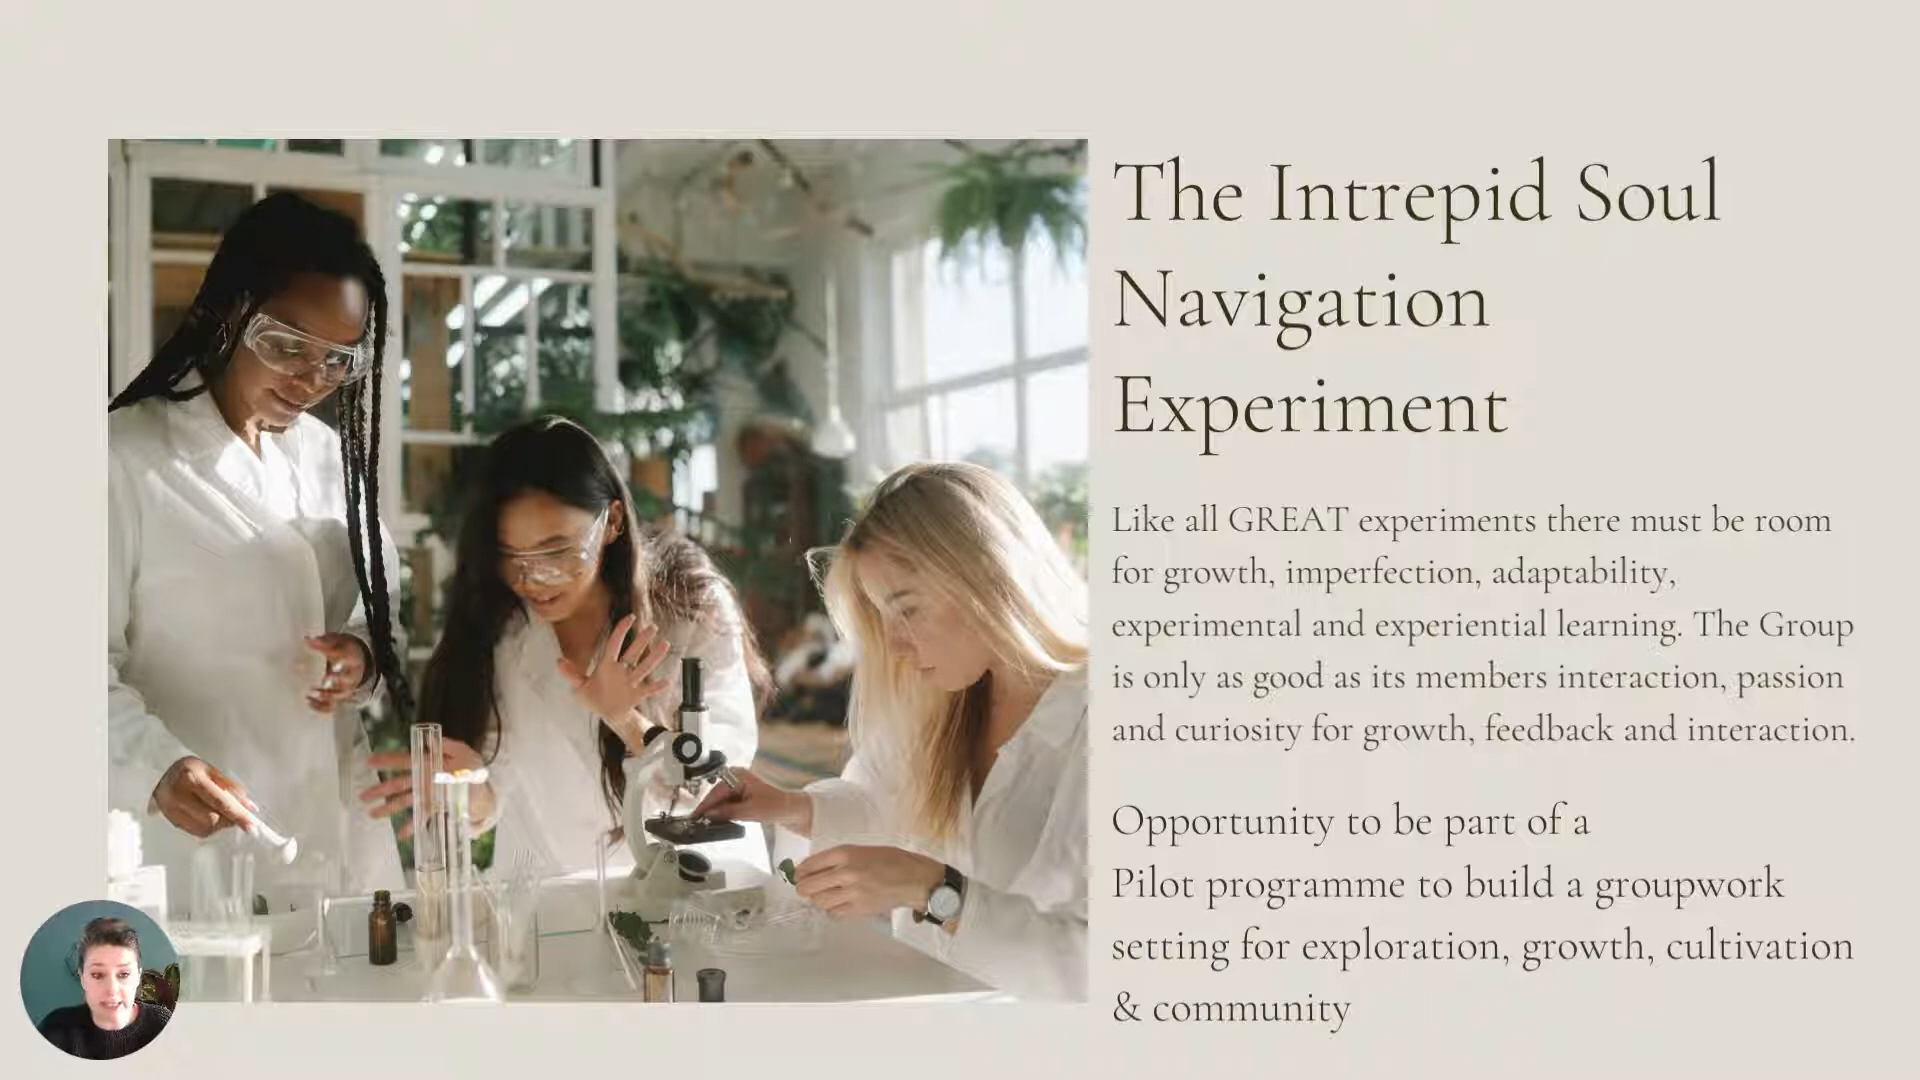 The Intrepid Soul
Navigation
Experiment
Like all GREAT experiments there must be room
for growth, imperfection, adaptability,
experimental and experiential learning. The Group
is only as good as its members interaction, passion
and curiosity for growth, feedback and interaction.
Opportunity to be part of a
Pilot programme to build a groupwork
setting for exploration, growth, cultivation
& community